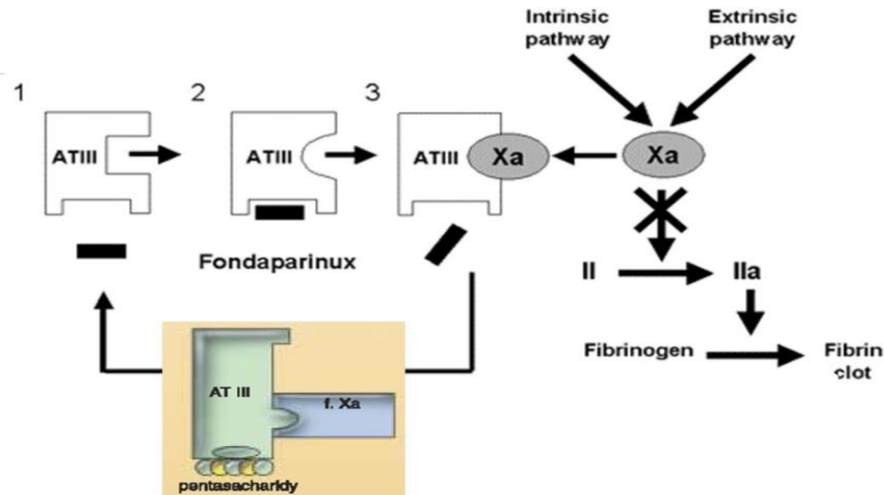 Intrinsic
pathway
Extrinsic
pathway
1
2
3
ATIII
ATIII
ATIII
Xa
Xa
Fondaparinux
II
IIa
Fibrinogen
Fibrin
clot
AT III
f. Xa
pentasacharidy